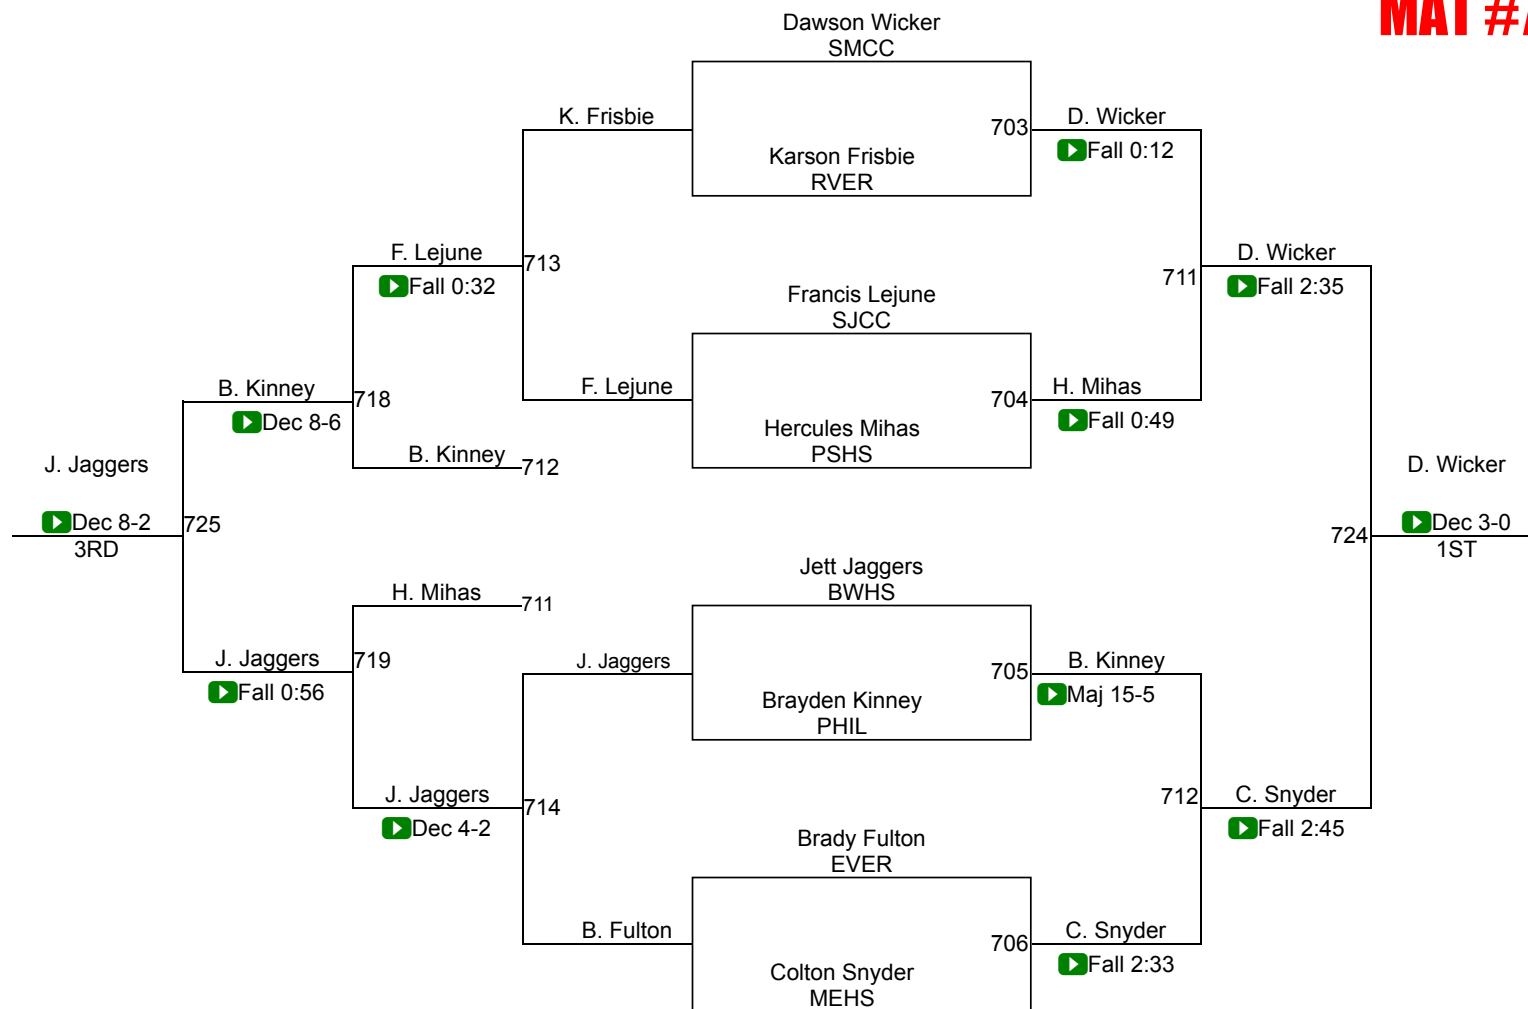 MAT #
Dawson Wicker
SMCC
K. Frisbie
703
D. Wicker
Fall 0:12
Karson Frisbie
RVER
F. Lejune
713
Fall 0:32
711
D. Wicker
Fall 2:35
Francis Lejune
SJCC
B. Kinney
718
Dec 8-6
F. Lejune
704
H. Mihas
Fall 0:49
Hercules Mihas
PSHS
B. Kinney
712
J. Jaggers
Dec 8-2
3RD
725
D. Wicker
724
Dec 3-0
1ST
Jett Jaggers
BWHS
H. Mihas
711
J. Jaggers
719
Fall 0:56
J. Jaggers
705
B. Kinney
Maj 15-5
Brayden Kinney
PHIL
J. Jaggers
714
Dec 4-2
712
C. Snyder
Fall 2:45
Brady Fulton
EVER
B. Fulton
706
C. Snyder
Fall 2:33
Colton Snyder
MEHS